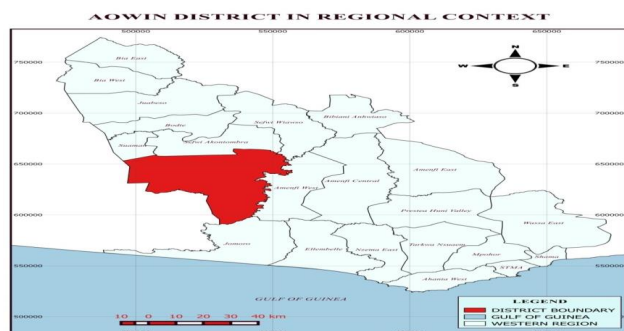 AOWIN DISTRICT IN REGIONAL CONTEXT
500000 550000 600000 650000
N
W E
S
750000 750000
Bia East
Bia West
Juaboso
700000 700000
Bodie
Sefwi Wiawso
Bibiani Anhwiaso
Suaman
Sefwi Akontombra
650000 650000
Amenfi East
Amenfi Central
Amenfi West
Prestea Huni Valley
600000 600000
Wassa East
Jomoro
Ellembelle
Nzema East
Tarkwa Nsuaem
Mpohor
Shama
STMA
Ahanta West
550000 550000
GULF OF GUINEA
LEGEND
DISTRICT BOUNDARY
GULF OF GUINEA
WESTERN REGION
500000 500000
10 0 10 20 30 40 km